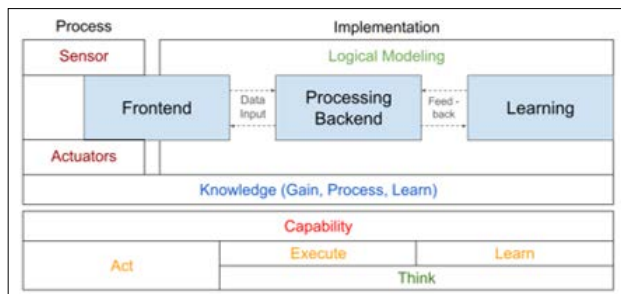 Process
Implementation
Sensor
Logical Modeling
Frontend
Data
Input
Processing
Backend
Feed -
back
Learning
Actuators
Knowledge (Gain, Process, Learn)
Capability
Act
Execute
Learn
Think